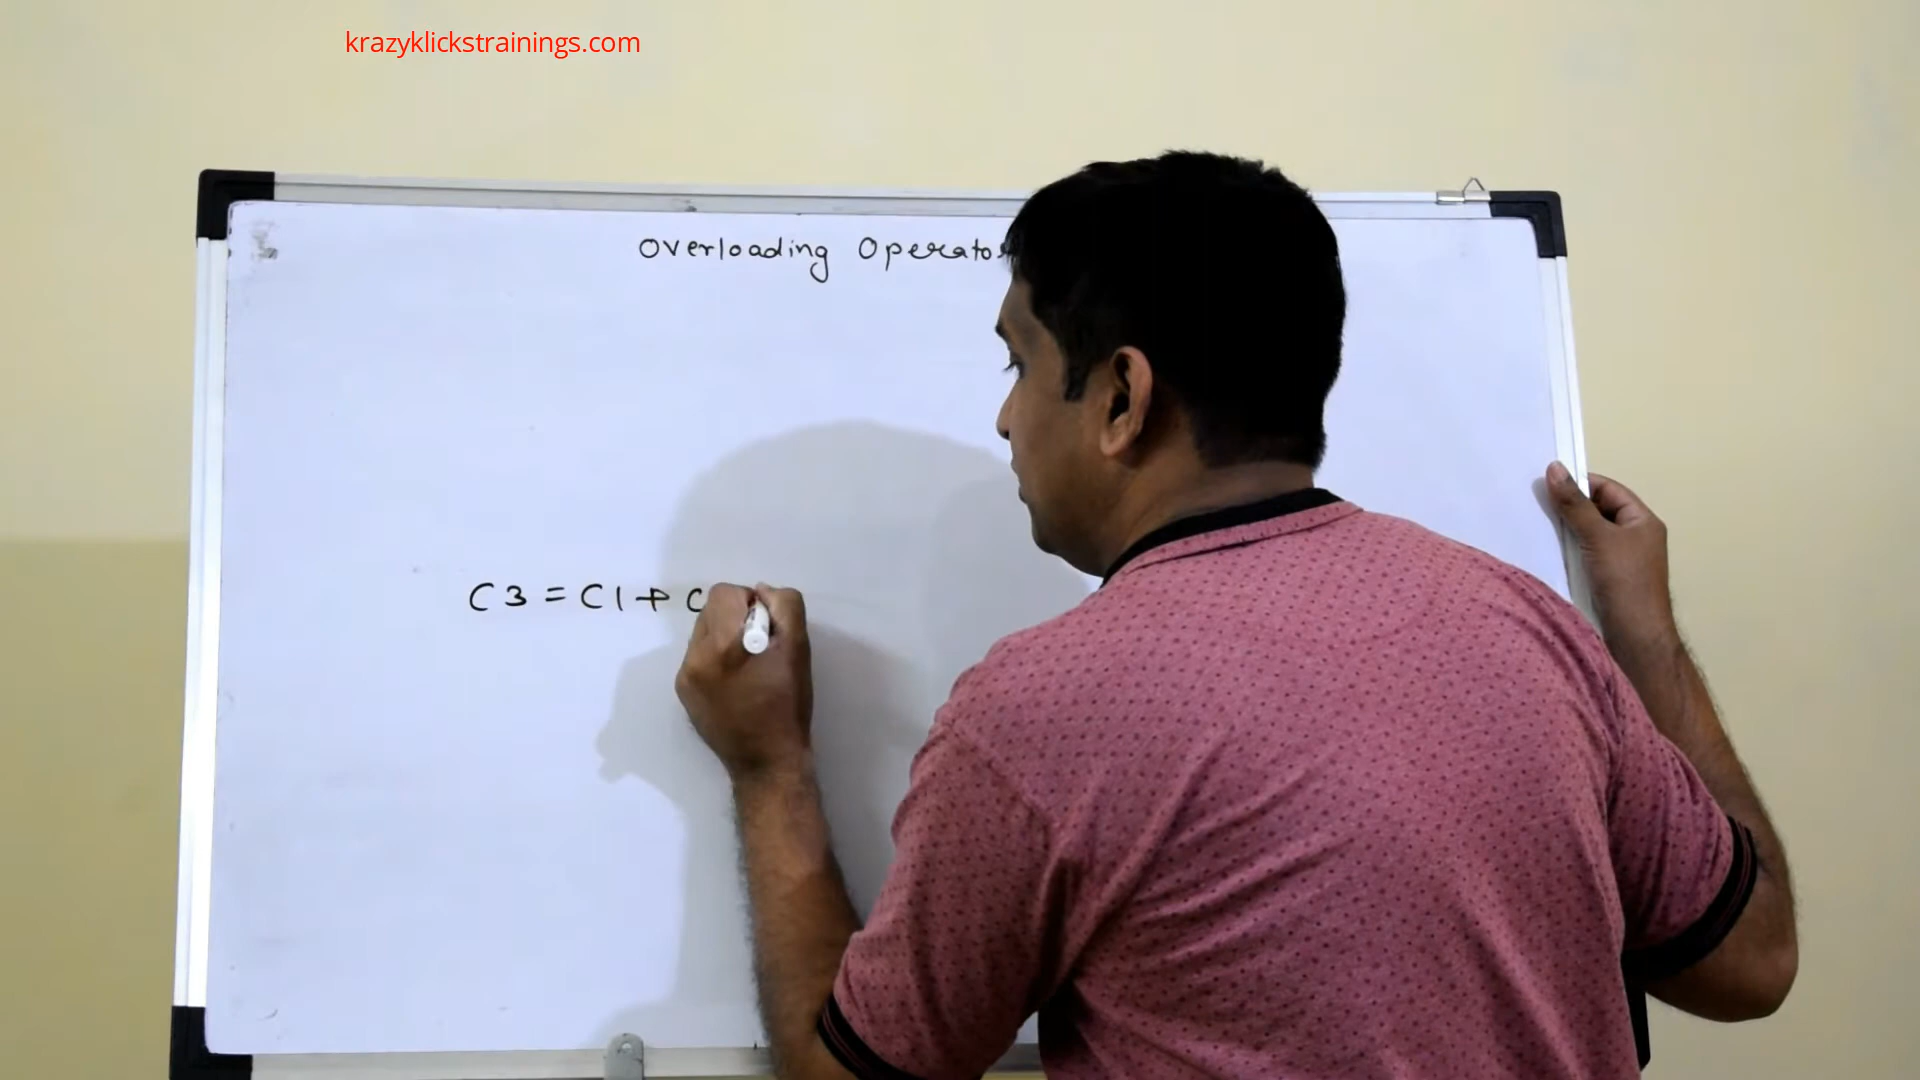 krazyklickstrainings.com
Overloading Operator
C3 = C1 + C